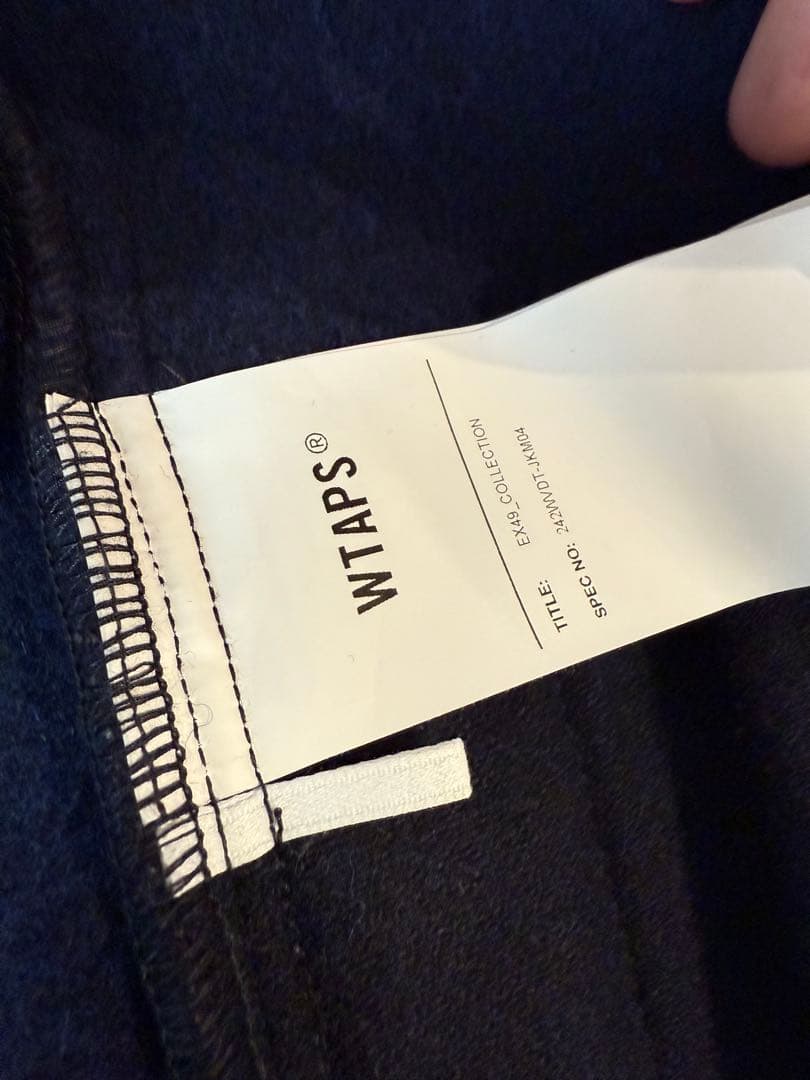 WTAPS®
TITLE: EX49_COLLECTION
SPEC NO: 242WVDT-JKM04